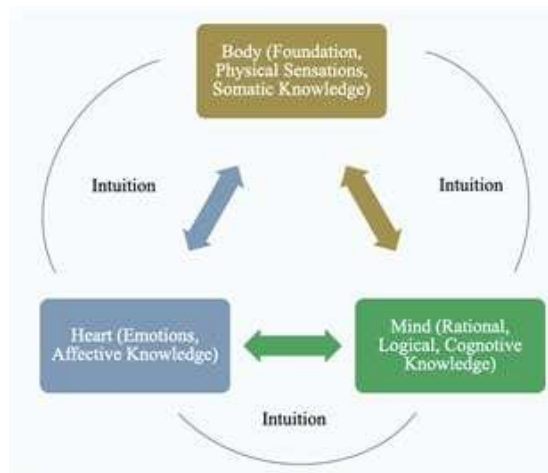 Body (Foundation,
Physical Sensations,
Somatic Knowledge)
Intuition
Intuition
Heart (Emotions,
Affective Knowledge)
Mind (Rational,
Logical, Cognotive
Knowledge)
Intuition